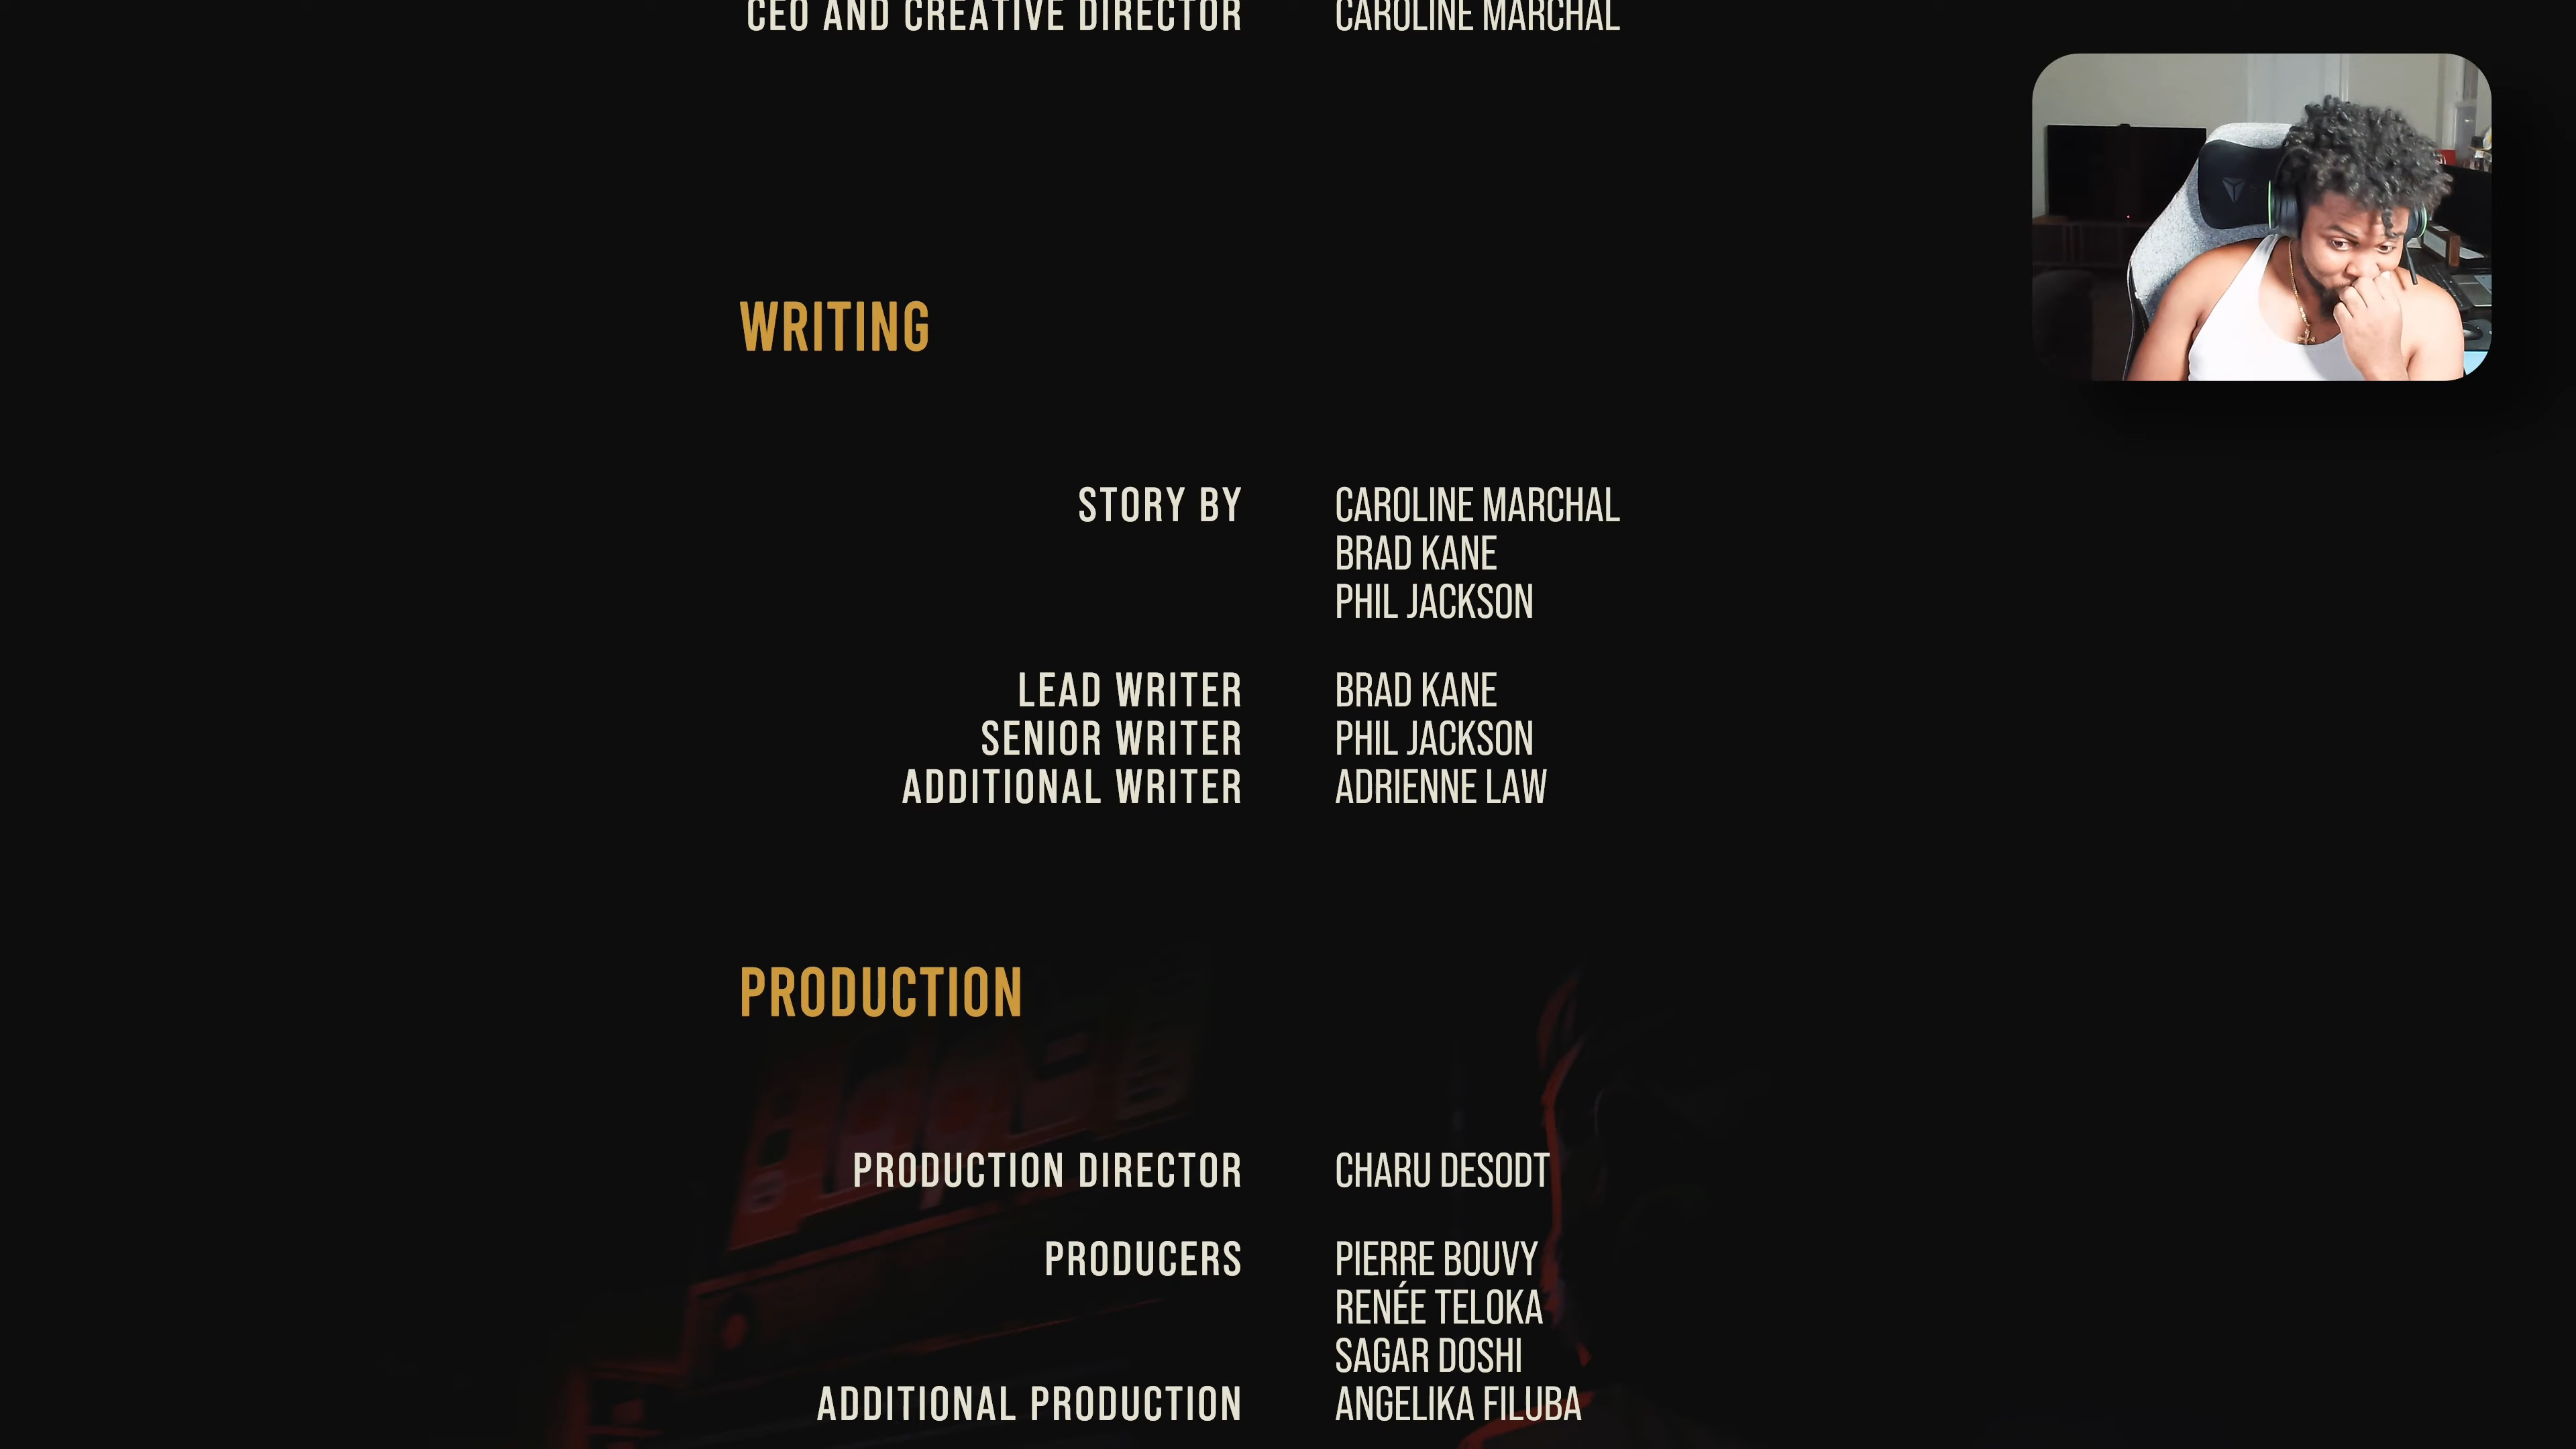 CEO AND CREATIVE DIRECTOR CAROLINE MARCHAL
WRITING
STORY BY CAROLINE MARCHAL
BRAD KANE
PHIL JACKSON
LEAD WRITER BRAD KANE
SENIOR WRITER PHIL JACKSON
ADDITIONAL WRITER ADRIENNE LAW
PRODUCTION
PRODUCTION DIRECTOR CHARU DESODT
PRODUCERS PIERRE BOUVY
RENÉE TELOKA
SAGAR DOSHI
ADDITIONAL PRODUCTION ANGELIKA FILUBA